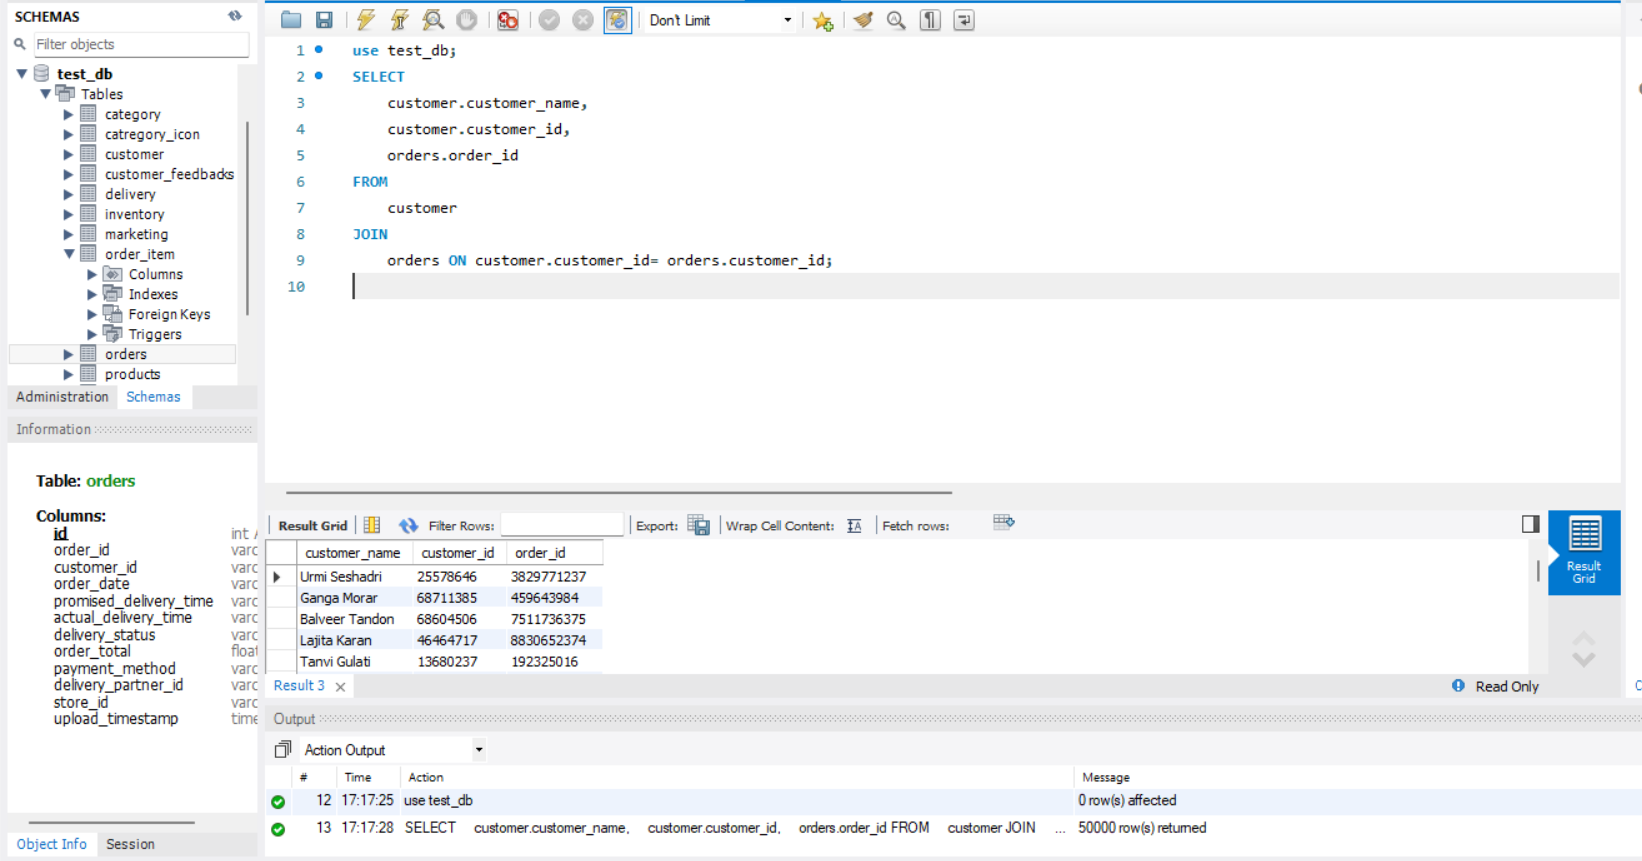 SCHEMAS
Filter objects
test_db
Tables
category
catregory_icon
customer
customer_feedbacks
delivery
inventory
marketing
order_item
Columns
Indexes
Foreign Keys
Triggers
orders
products
Administration Schemas
Information
Table: orders
Columns:
id int
order_id varc
customer_id varc
order_date varc
promised_delivery_time varc
actual_delivery_time varc
delivery_status varc
order_total float
payment_method varc
delivery_partner_id varc
store_id varc
upload_timestamp time
Object Info Session
Don't Limit
1 use test_db;
2 SELECT
3 customer.customer_name,
4 customer.customer_id,
5 orders.order_id
6 FROM
7 customer
8 JOIN
9 orders ON customer.customer_id= orders.customer_id;
10
Result Grid Filter Rows: Export: Wrap Cell Content: Fetch rows:
customer_name customer_id order_id
Urmi Seshadri 25578646 3829771237
Ganga Morar 68711385 459643984
Balveer Tandon 68604506 7511736375
Lajita Karan 46464717 8830652374
Tanvi Gulati 13680237 192325016
Result
Grid
Result 3 Read Only
Output
Action Output
# Time Action Message
12 17:17:25 use test_db 0 row(s) affected
13 17:17:28 SELECT customer.customer_name, customer.customer_id, orders.order_id FROM customer JOIN ... 50000 row(s) returned